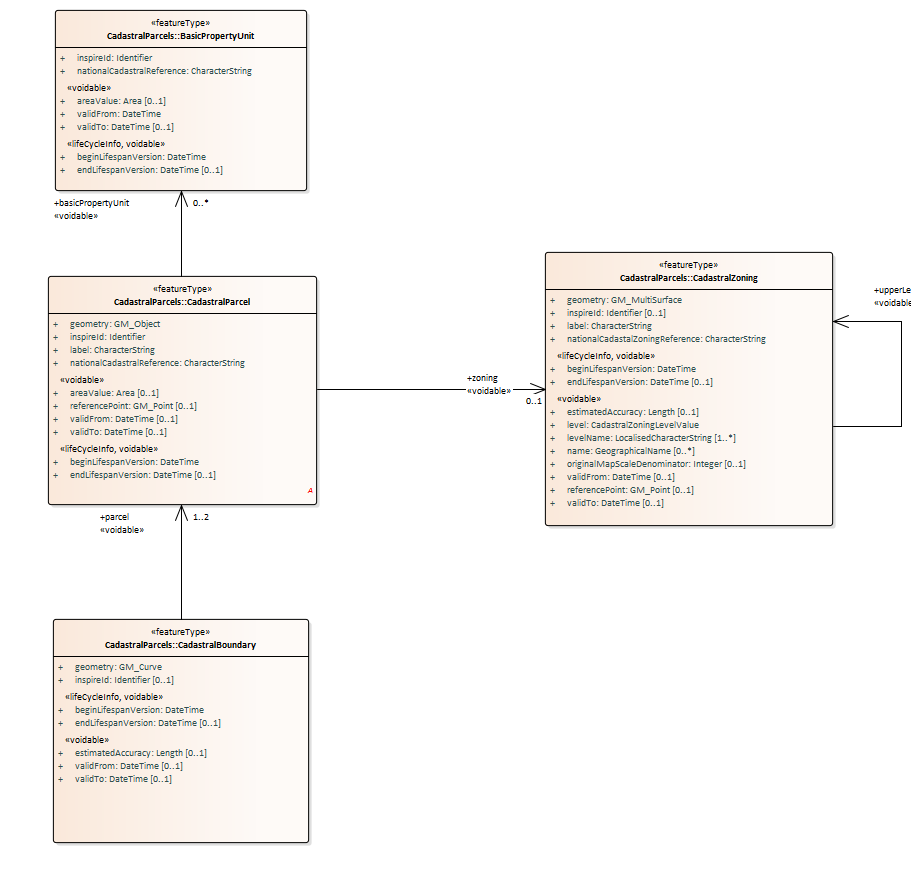 «featureType»
CadastralParcels::BasicPropertyUnit
+ inspireId: Identifier
+ nationalCadastralReference: CharacterString
«voidable»
+ areaValue: Area [0..1]
+ validFrom: DateTime
+ validTo: DateTime [0..1]
«lifeCycleInfo, voidable»
+ beginLifespanVersion: DateTime
+ endLifespanVersion: DateTime [0..1]
+basicPropertyUnit
«voidable»
0..*
«featureType»
CadastralParcels::CadastralParcel
+ geometry: GM_Object
+ inspireId: Identifier
+ label: CharacterString
+ nationalCadastralReference: CharacterString
«voidable»
+ areaValue: Area [0..1]
+ referencePoint: GM_Point [0..1]
+ validFrom: DateTime [0..1]
+ validTo: DateTime [0..1]
«lifeCycleInfo, voidable»
+ beginLifespanVersion: DateTime
+ endLifespanVersion: DateTime [0..1]
A
+zoning
«voidable»
0..1
«featureType»
CadastralParcels::CadastralZoning
+ geometry: GM_MultiSurface
+ inspireId: Identifier [0..1]
+ label: CharacterString
+ nationalCadastalZoningReference: CharacterString
«lifeCycleInfo, voidable»
+ beginLifespanVersion: DateTime
+ endLifespanVersion: DateTime [0..1]
«voidable»
+ estimatedAccuracy: Length [0..1]
+ level: CadastralZoningLevelValue
+ levelName: LocalisedCharacterString [1..*]
+ name: GeographicalName [0..*]
+ originalMapScaleDenominator: Integer [0..1]
+ validFrom: DateTime [0..1]
+ referencePoint: GM_Point [0..1]
+ validTo: DateTime [0..1]
+upperLe
«voidable
+parcel
«voidable»
1..2
«featureType»
CadastralParcels::CadastralBoundary
+ geometry: GM_Curve
+ inspireId: Identifier [0..1]
«lifeCycleInfo, voidable»
+ beginLifespanVersion: DateTime
+ endLifespanVersion: DateTime [0..1]
«voidable»
+ estimatedAccuracy: Length [0..1]
+ validFrom: DateTime [0..1]
+ validTo: DateTime [0..1]